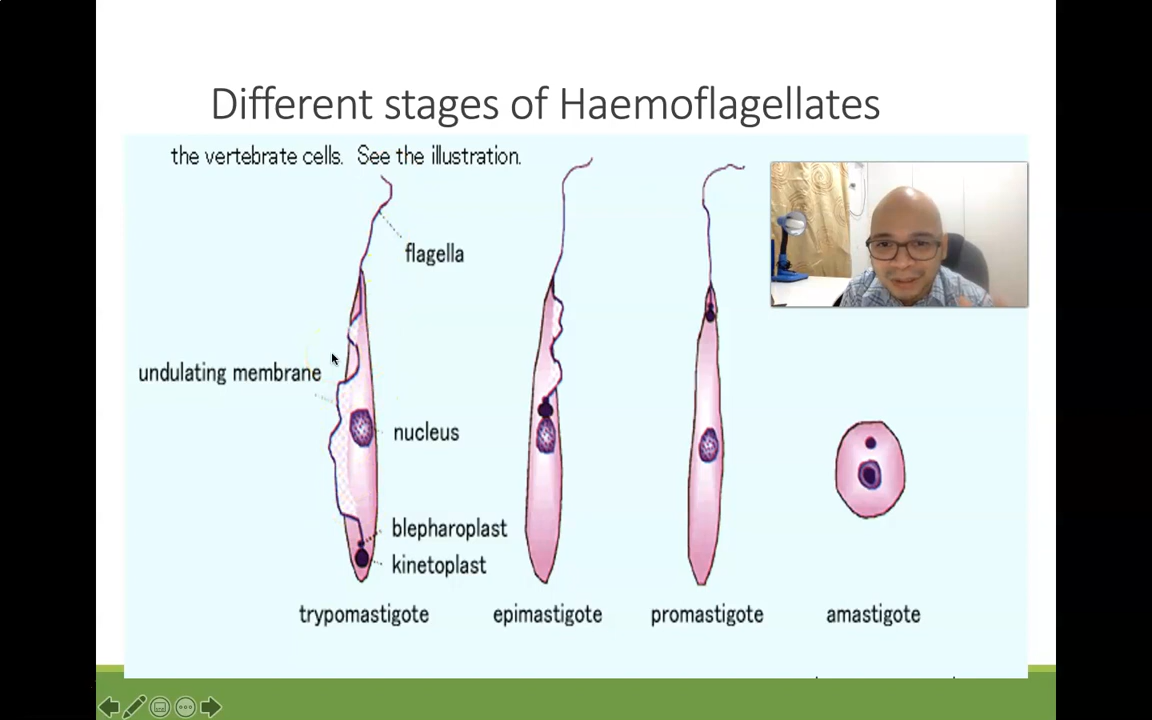 Different stages of Haemoflagellates
the vertebrate cells. See the illustration.
flagella
undulating membrane
nucleus
blepharoplast
kinetoplast
trypomastigote epimastigote promastigote amastigote